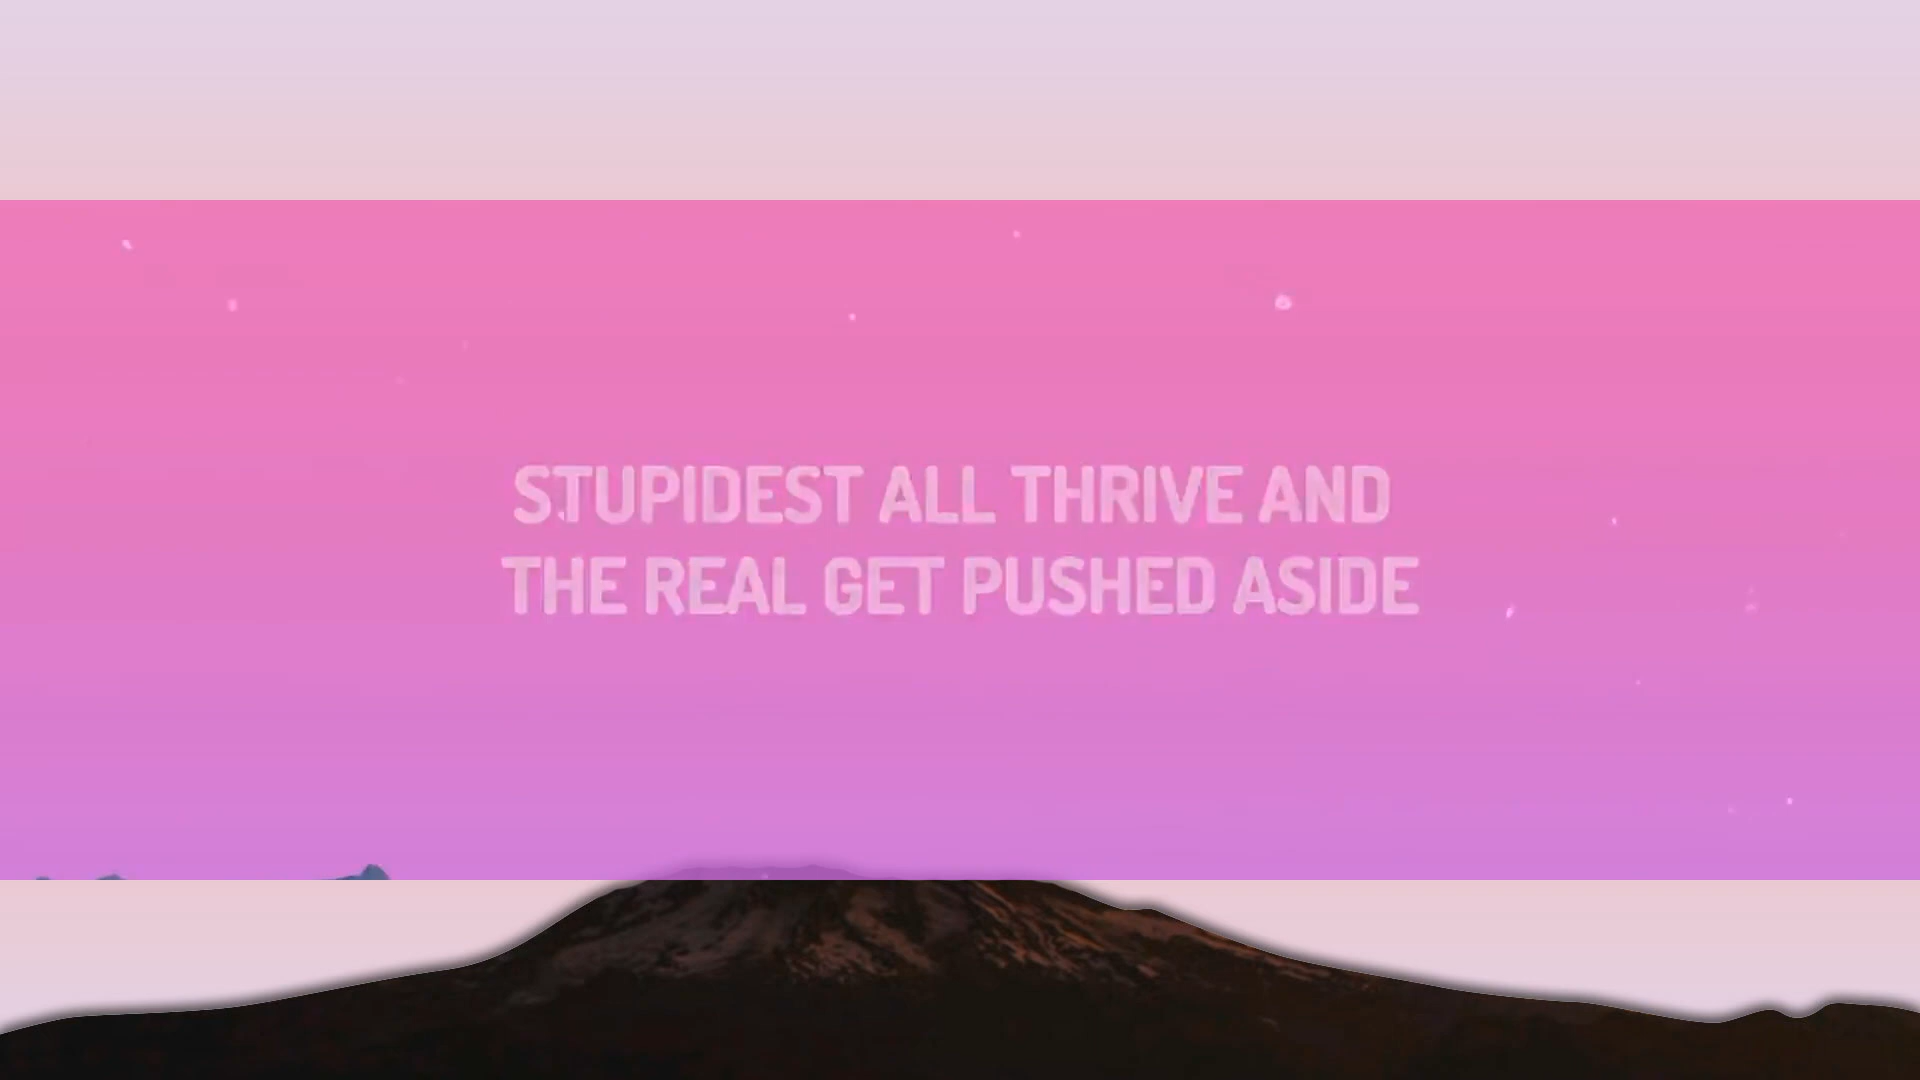 STUPIDEST ALL THRIVE AND
THE REAL GET PUSHED ASIDE